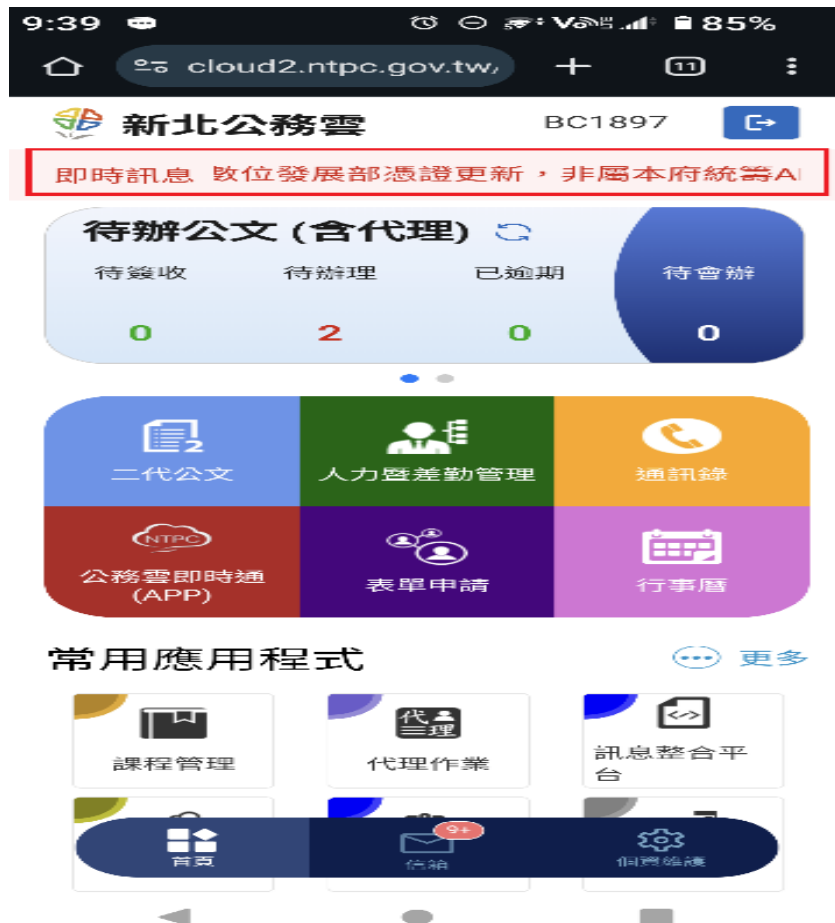 9:39 85%
cloud2.ntpc.gov.tw/ 11
新北公務雲 BC1897
即時訊息 數位發展部憑證更新，非屬本府統籌A
待辦公文 (含代理)
待簽收 待辦理 已逾期 待會辦
0 2 0 0
二代公文 人力暨差勤管理 通訊錄
NTPC
公務雲即時通 表單申請 行事曆
(APP)
常用應用程式 更多
課程管理 代理作業 訊息整合平
台
9+
首頁 信箱 個資維護